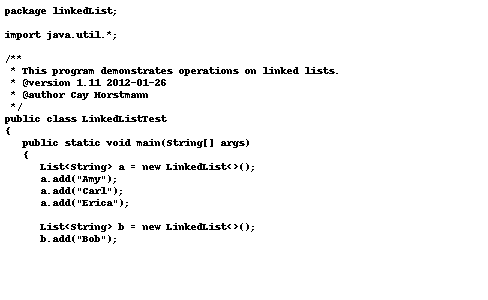 package linkedList;
import java.util.*;
/**
 * This program demonstrates operations on linked lists.
 * @version 1.11 2012-01-26
 * @author Cay Horstmann
 */
public class LinkedListTest
{
   public static void main(String[] args)
   {
      List<String> a = new LinkedList<>();
      a.add("Amy");
      a.add("Carl");
      a.add("Erica");
      List<String> b = new LinkedList<>();
      b.add("Bob");